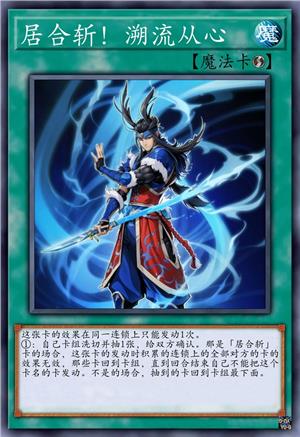 居合斩！溯流从心
魔
【魔法卡】
这张卡的效果在同一连锁上只能发动1次。
①：自己卡组洗切并抽1张，给双方确认。那是「居合斩」
卡的场合，这张卡的发动时积累的连锁上的全部对方的卡的
效果无效，那些卡回到卡组，直到回合结束自己不能把这个
卡名的卡发动。不是的场合，抽到的卡回到卡组最下面。